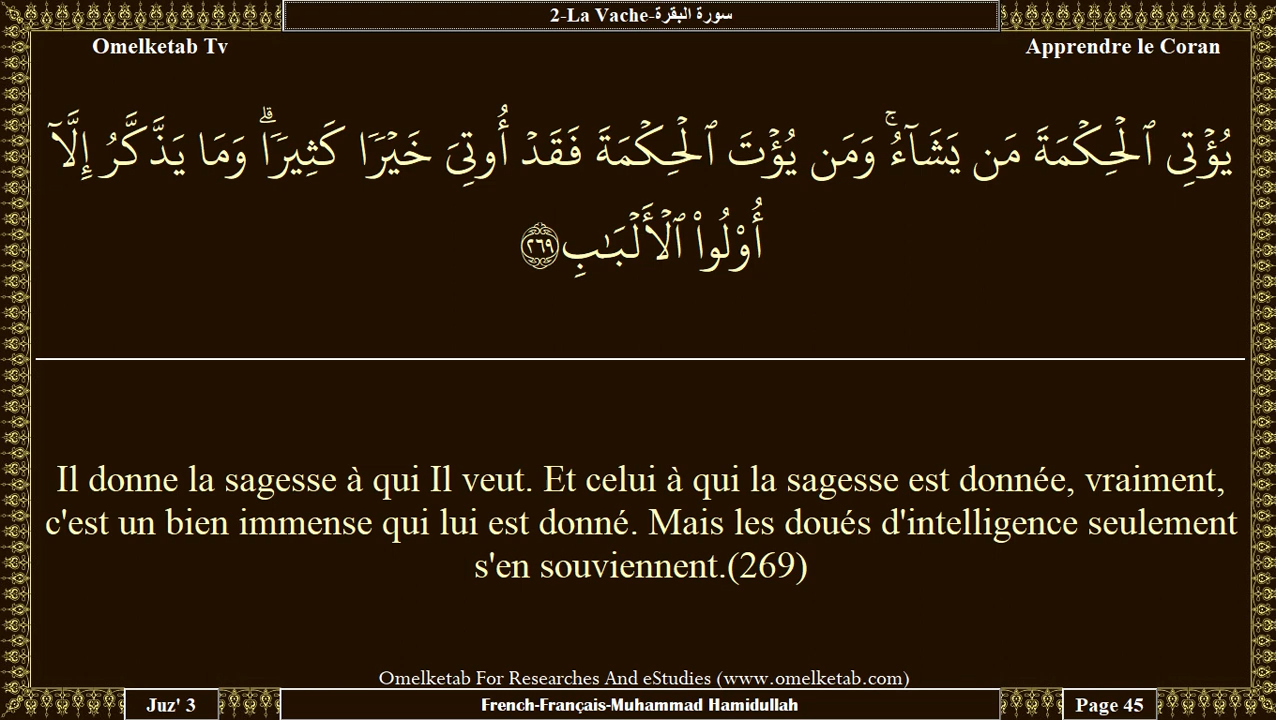 2-La Vache-سورة البقرة
Omelketab Tv
Apprendre le Coran
يُؤۡتِي ٱلۡحِكۡمَةَ مَن يَشَآءُۚ وَمَن يُؤۡتَ ٱلۡحِكۡمَةَ فَقَدۡ أُوتِيَ خَيۡرٗا كَثِيرٗاۗ وَمَا يَذَّكَّرُ إِلَّآ
أُوْلُواْ ٱلۡأَلۡبَٰبِ ٢٦٩
Il donne la sagesse à qui Il veut. Et celui à qui la sagesse est donnée, vraiment,
c'est un bien immense qui lui est donné. Mais les doués d'intelligence seulement
s'en souviennent.(269)
Omelketab For Researches And eStudies (www.omelketab.com)
Juz' 3
French-Français-Muhammad Hamidullah
Page 45